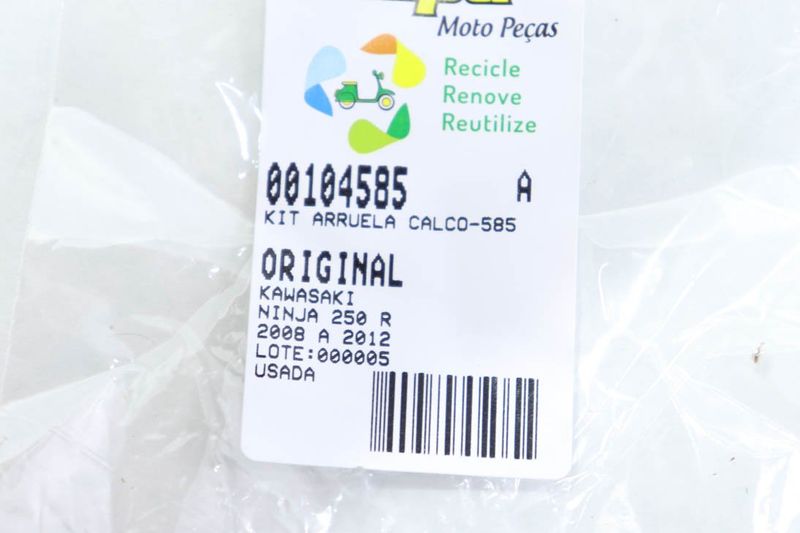 Moto Peças
Recicle
Renove
Reutilize
00104585 A
KIT ARRUELA CALCO-585
ORIGINAL
KAWASAKI
NINJA 250 R
2008 A 2012
LOTE:000005
USADA